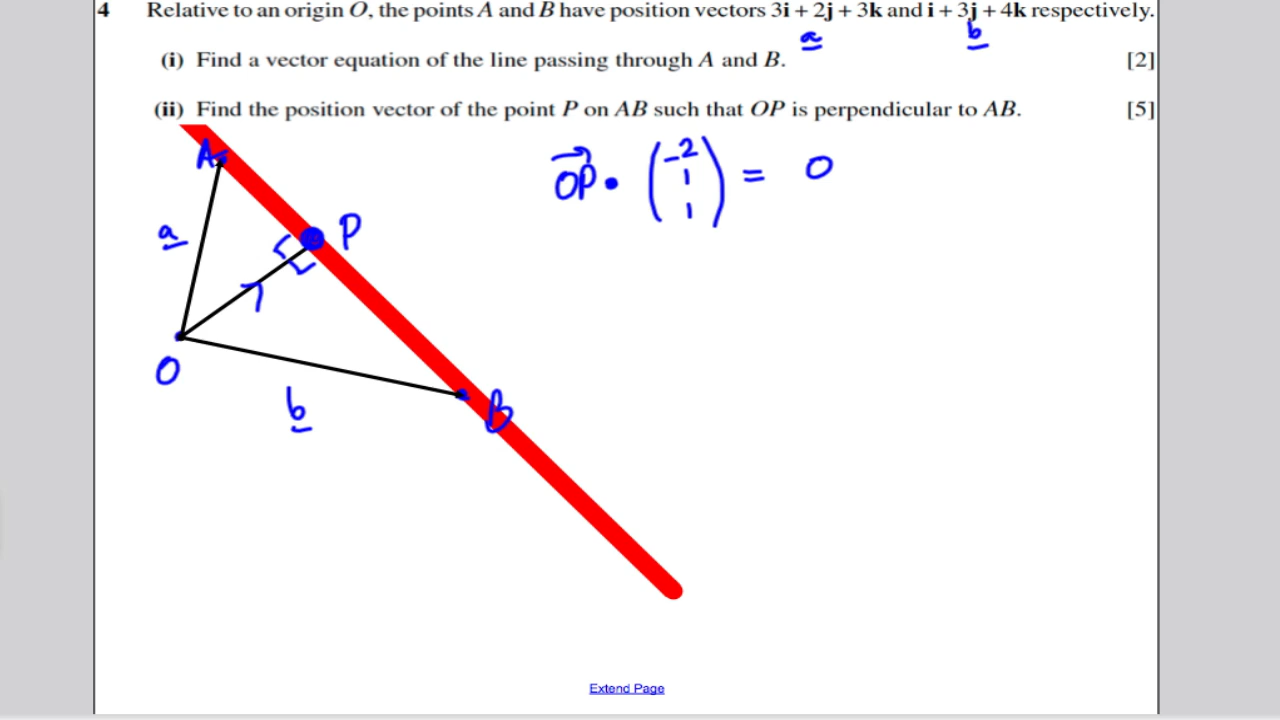 4 Relative to an origin O, the points A and B have position vectors 3i + 2j + 3k and i + 3j + 4k respectively.
a b
(i) Find a vector equation of the line passing through A and B. [2]
(ii) Find the position vector of the point P on AB such that OP is perpendicular to AB. [5]
A
OP • (-2 1 1) = 0
P
a
O
b
B
Extend Page